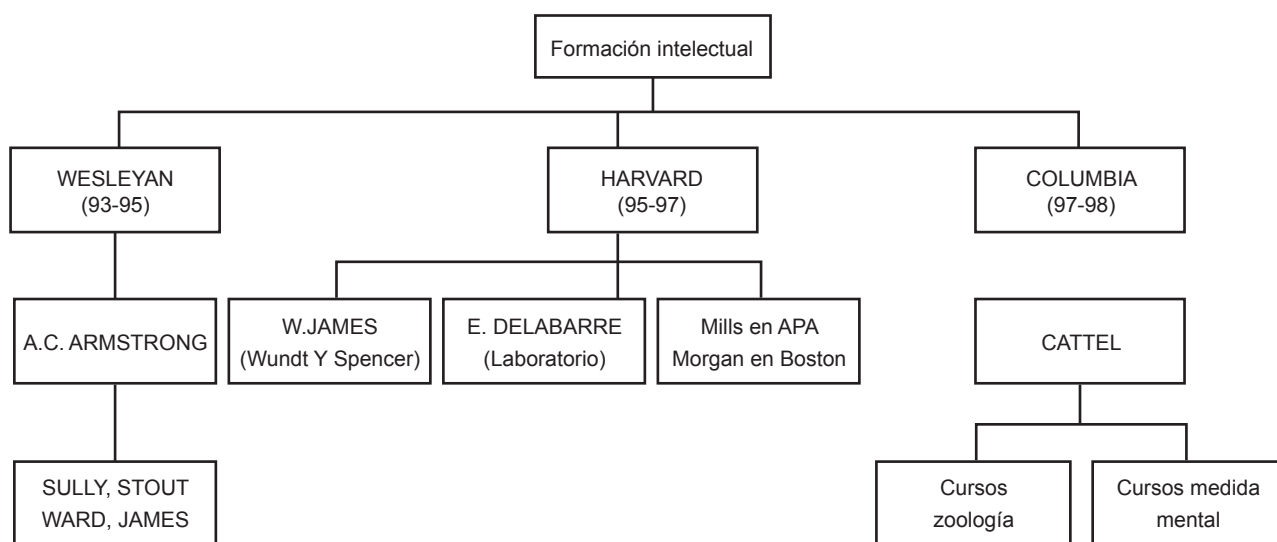 Formación intelectual
WESLEYAN
(93-95)
HARVARD
(95-97)
COLUMBIA
(97-98)
A.C. ARMSTRONG
W.JAMES
(Wundt Y Spencer)
E. DELABARRE
(Laboratorio)
Mills en APA
Morgan en Boston
CATTEL
SULLY, STOUT
WARD, JAMES
Cursos
zoología
Cursos medida
mental